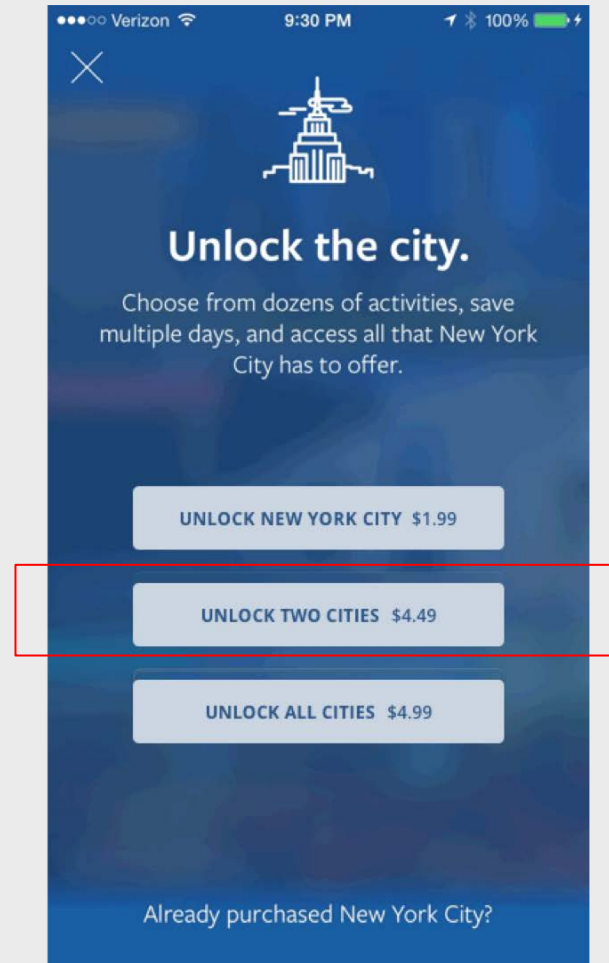 Verizon 9:30 PM 100%
Unlock the city.
Choose from dozens of activities, save
multiple days, and access all that New York
City has to offer.
UNLOCK NEW YORK CITY $1.99
UNLOCK TWO CITIES $4.49
UNLOCK ALL CITIES $4.99
Already purchased New York City?